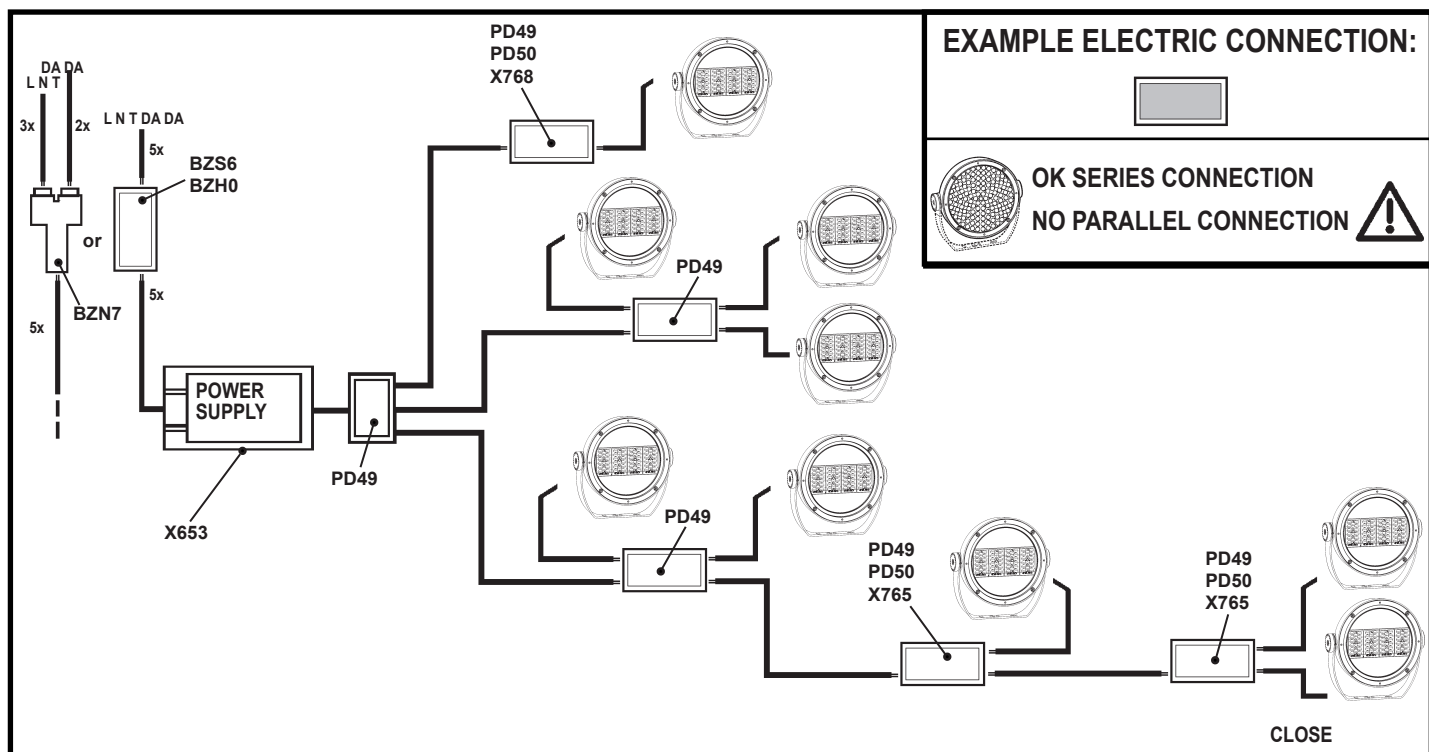 DA DA
L N T
3x
2x
L N T DA DA
5x
BZS6
BZH0
or
BZN7
5x
5x
POWER
SUPPLY
X653
PD49
PD49
PD50
X768
PD49
PD49
PD49
PD50
X765
PD49
PD50
X765
CLOSE
EXAMPLE ELECTRIC CONNECTION:
OK SERIES CONNECTION
NO PARALLEL CONNECTION